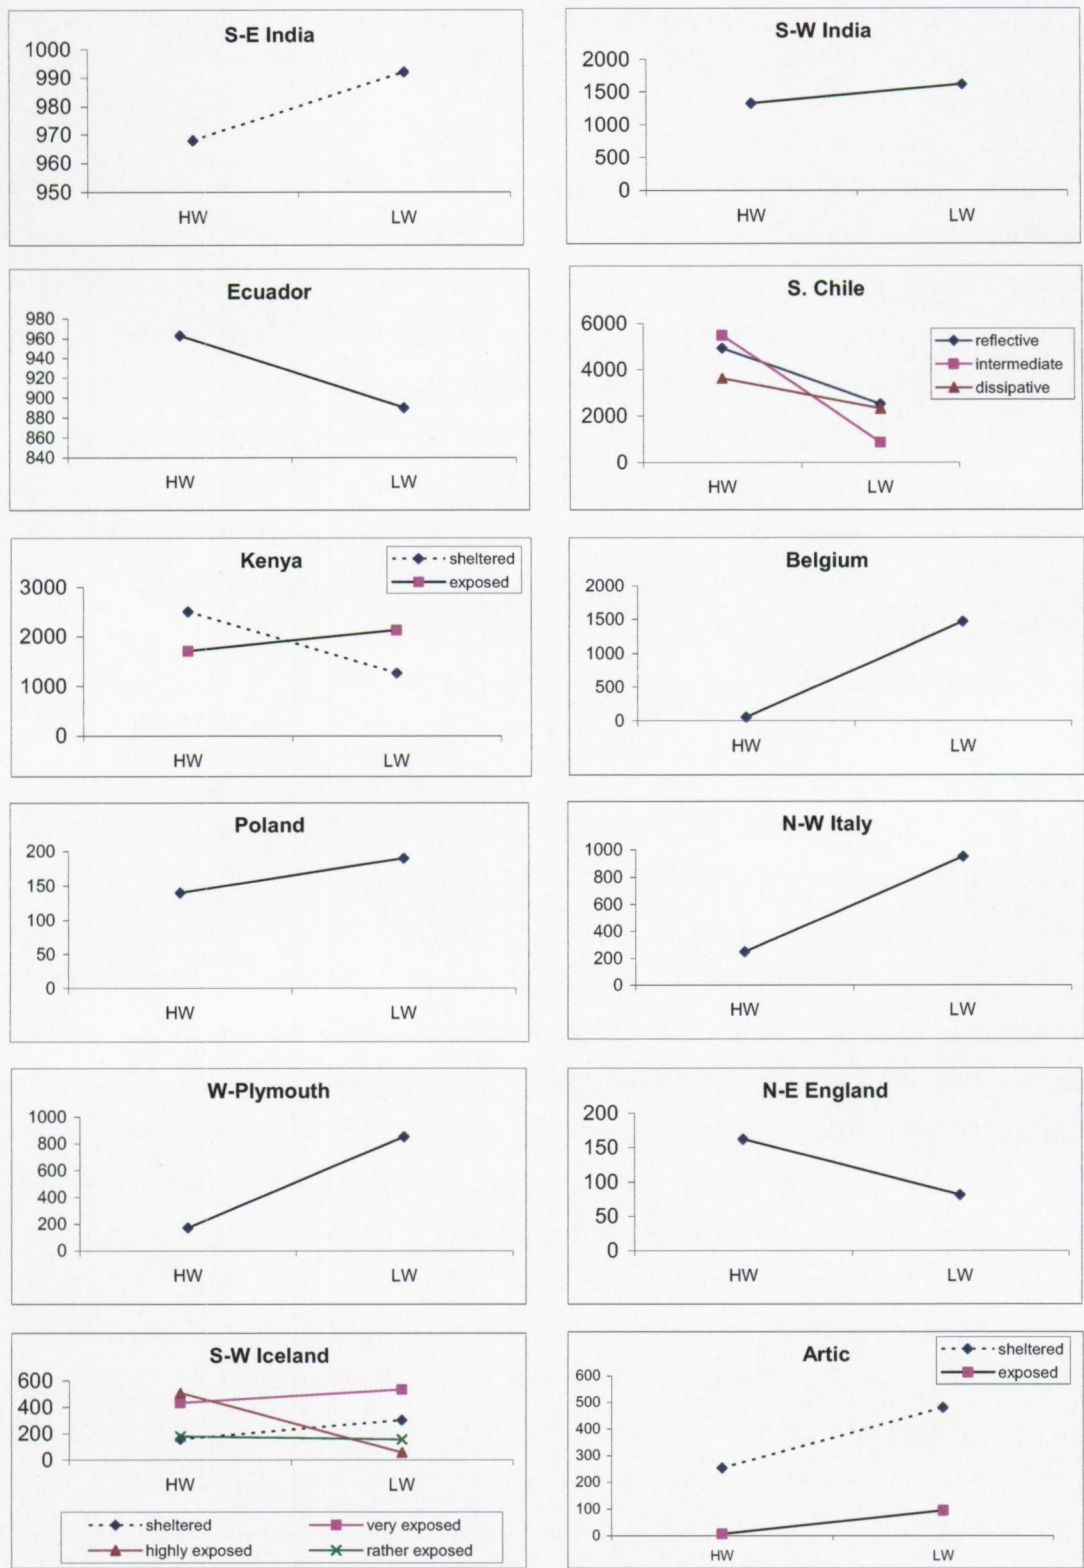 S-E India
1000
990
980
970
960
950
HW LW
S-W India
2000
1500
1000
500
0
HW LW
Ecuador
980
960
940
920
900
880
860
840
HW LW
S. Chile
6000
4000
2000
0
HW LW
reflective
intermediate
dissipative
Kenya
sheltered
exposed
3000
2000
1000
0
HW LW
Belgium
2000
1500
1000
500
0
HW LW
Poland
200
150
100
50
0
HW LW
N-W Italy
1000
800
600
400
200
0
HW LW
W-Plymouth
1000
800
600
400
200
0
HW LW
N-E England
200
150
100
50
0
HW LW
S-W Iceland
600
400
200
0
HW LW
sheltered very exposed
highly exposed rather exposed
Artic
sheltered
exposed
600
500
400
300
200
100
0
HW LW